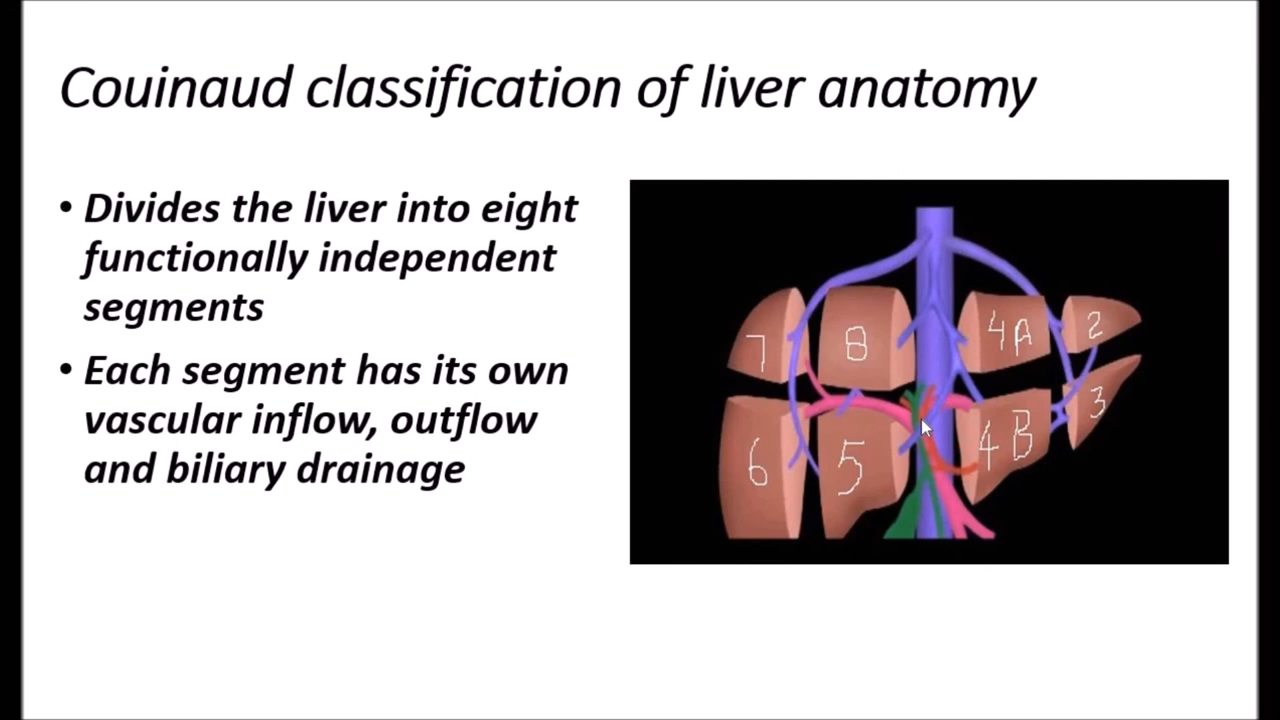 Couinaud classification of liver anatomy
• Divides the liver into eight
functionally independent
segments
• Each segment has its own
vascular inflow, outflow
and biliary drainage
7 8 4A 2
6 5 4B 3